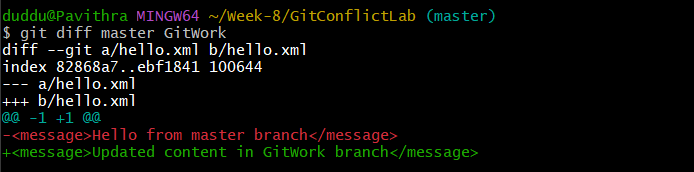 duddu@Pavithra MINGW64 ~/Week-8/GitConflictLab (master)
$ git diff master GitWork
diff --git a/hello.xml b/hello.xml
index 82868a7..ebf1841 100644
--- a/hello.xml
+++ b/hello.xml
@@ -1 +1 @@
-<message>Hello from master branch</message>
+<message>Updated content in GitWork branch</message>